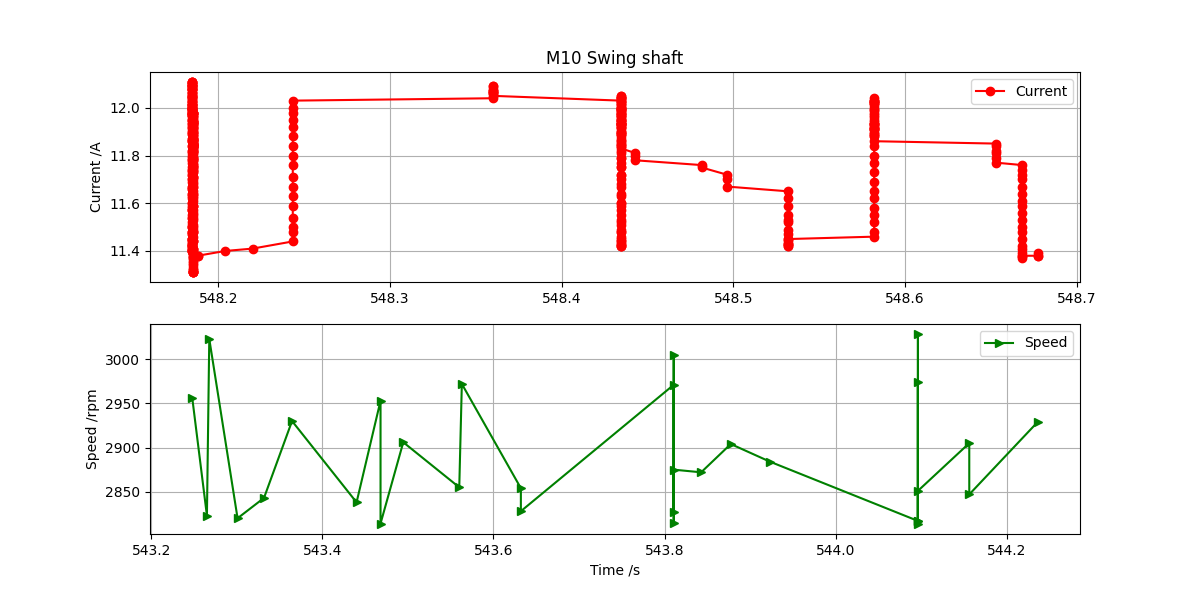 M10 Swing shaft
Current /A
12.0
11.8
11.6
11.4
Current
548.2 548.3 548.4 548.5 548.6 548.7
Speed /rpm
3000
2950
2900
2850
Speed
543.2 543.4 543.6 543.8 544.0 544.2
Time /s